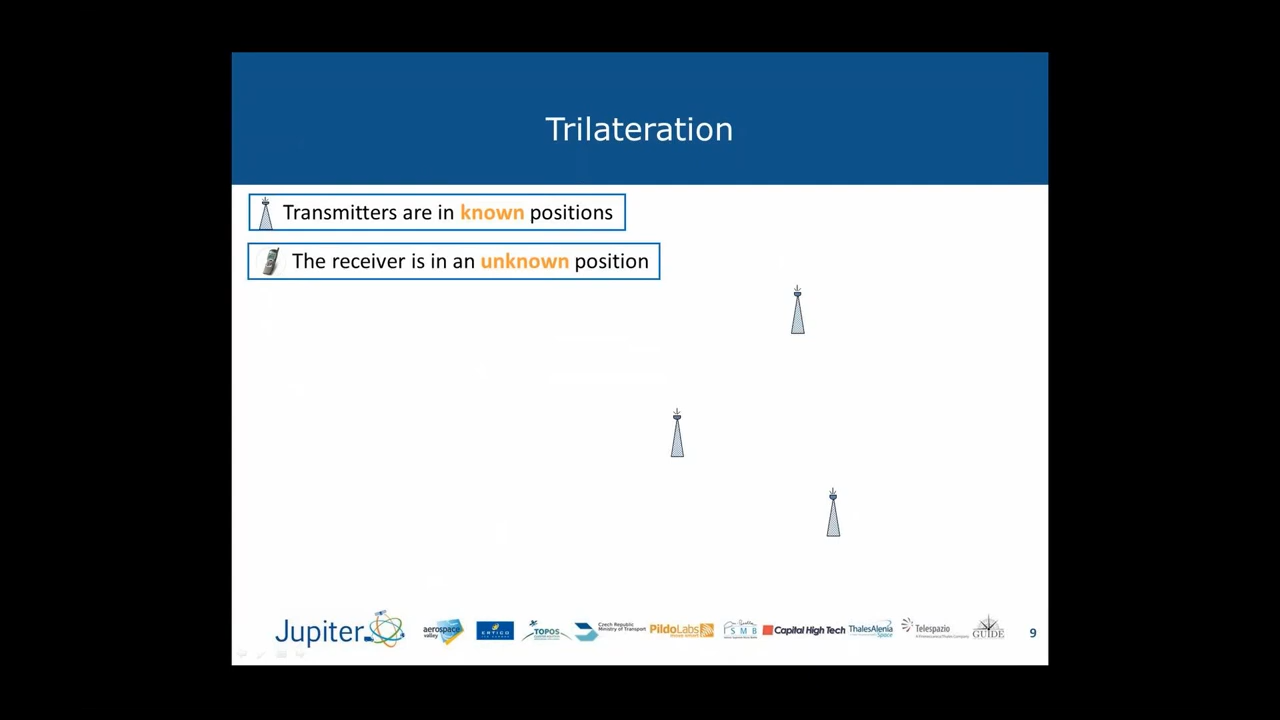 Trilateration
Transmitters are in known positions
The receiver is in an unknown position
Jupiter
aerospace valley
ERTICO
TOPOS
Czech Republic
Ministry of Transport
PildoLabs
SMB
Capital High Tech
ThalesAlenia
Space
Telespazio
GUIDE
9